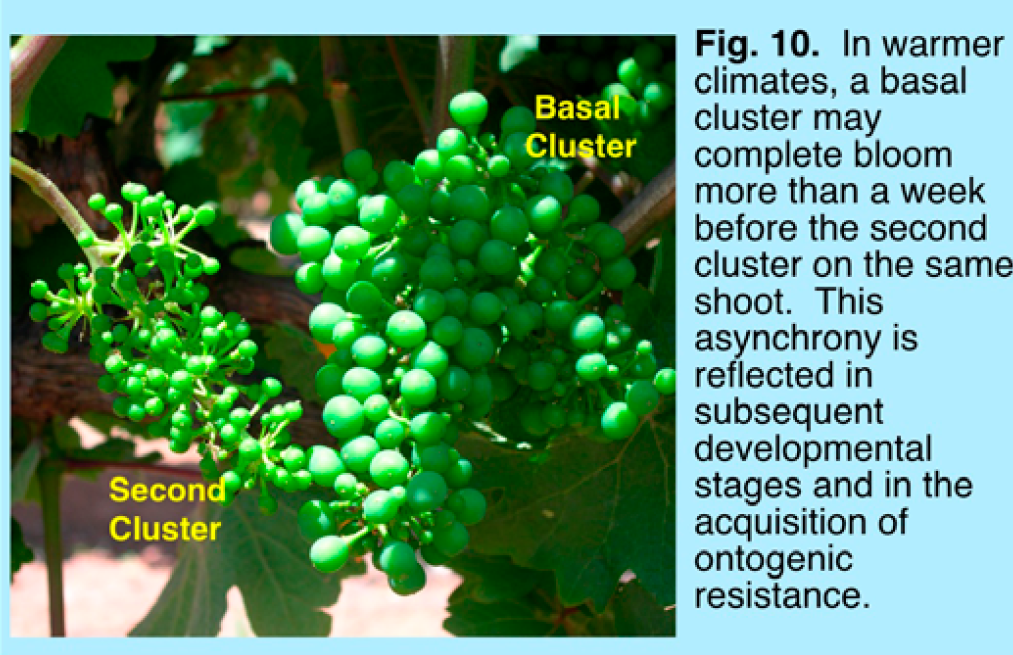 Basal
Cluster
Second
Cluster
Fig. 10. In warmer
climates, a basal
cluster may
complete bloom
more than a week
before the second
cluster on the same
shoot. This
asynchrony is
reflected in
subsequent
developmental
stages and in the
acquisition of
ontogenic
resistance.